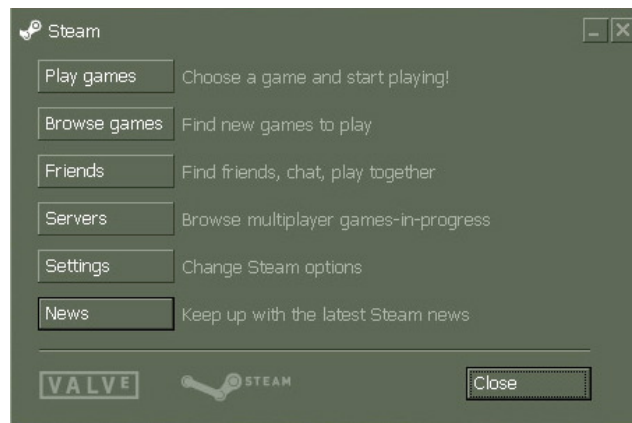 Steam
Play games Choose a game and start playing!
Browse games Find new games to play
Friends Find friends, chat, play together
Servers Browse multiplayer games-in-progress
Settings Change Steam options
News Keep up with the latest Steam news
VALVE STEAM Close